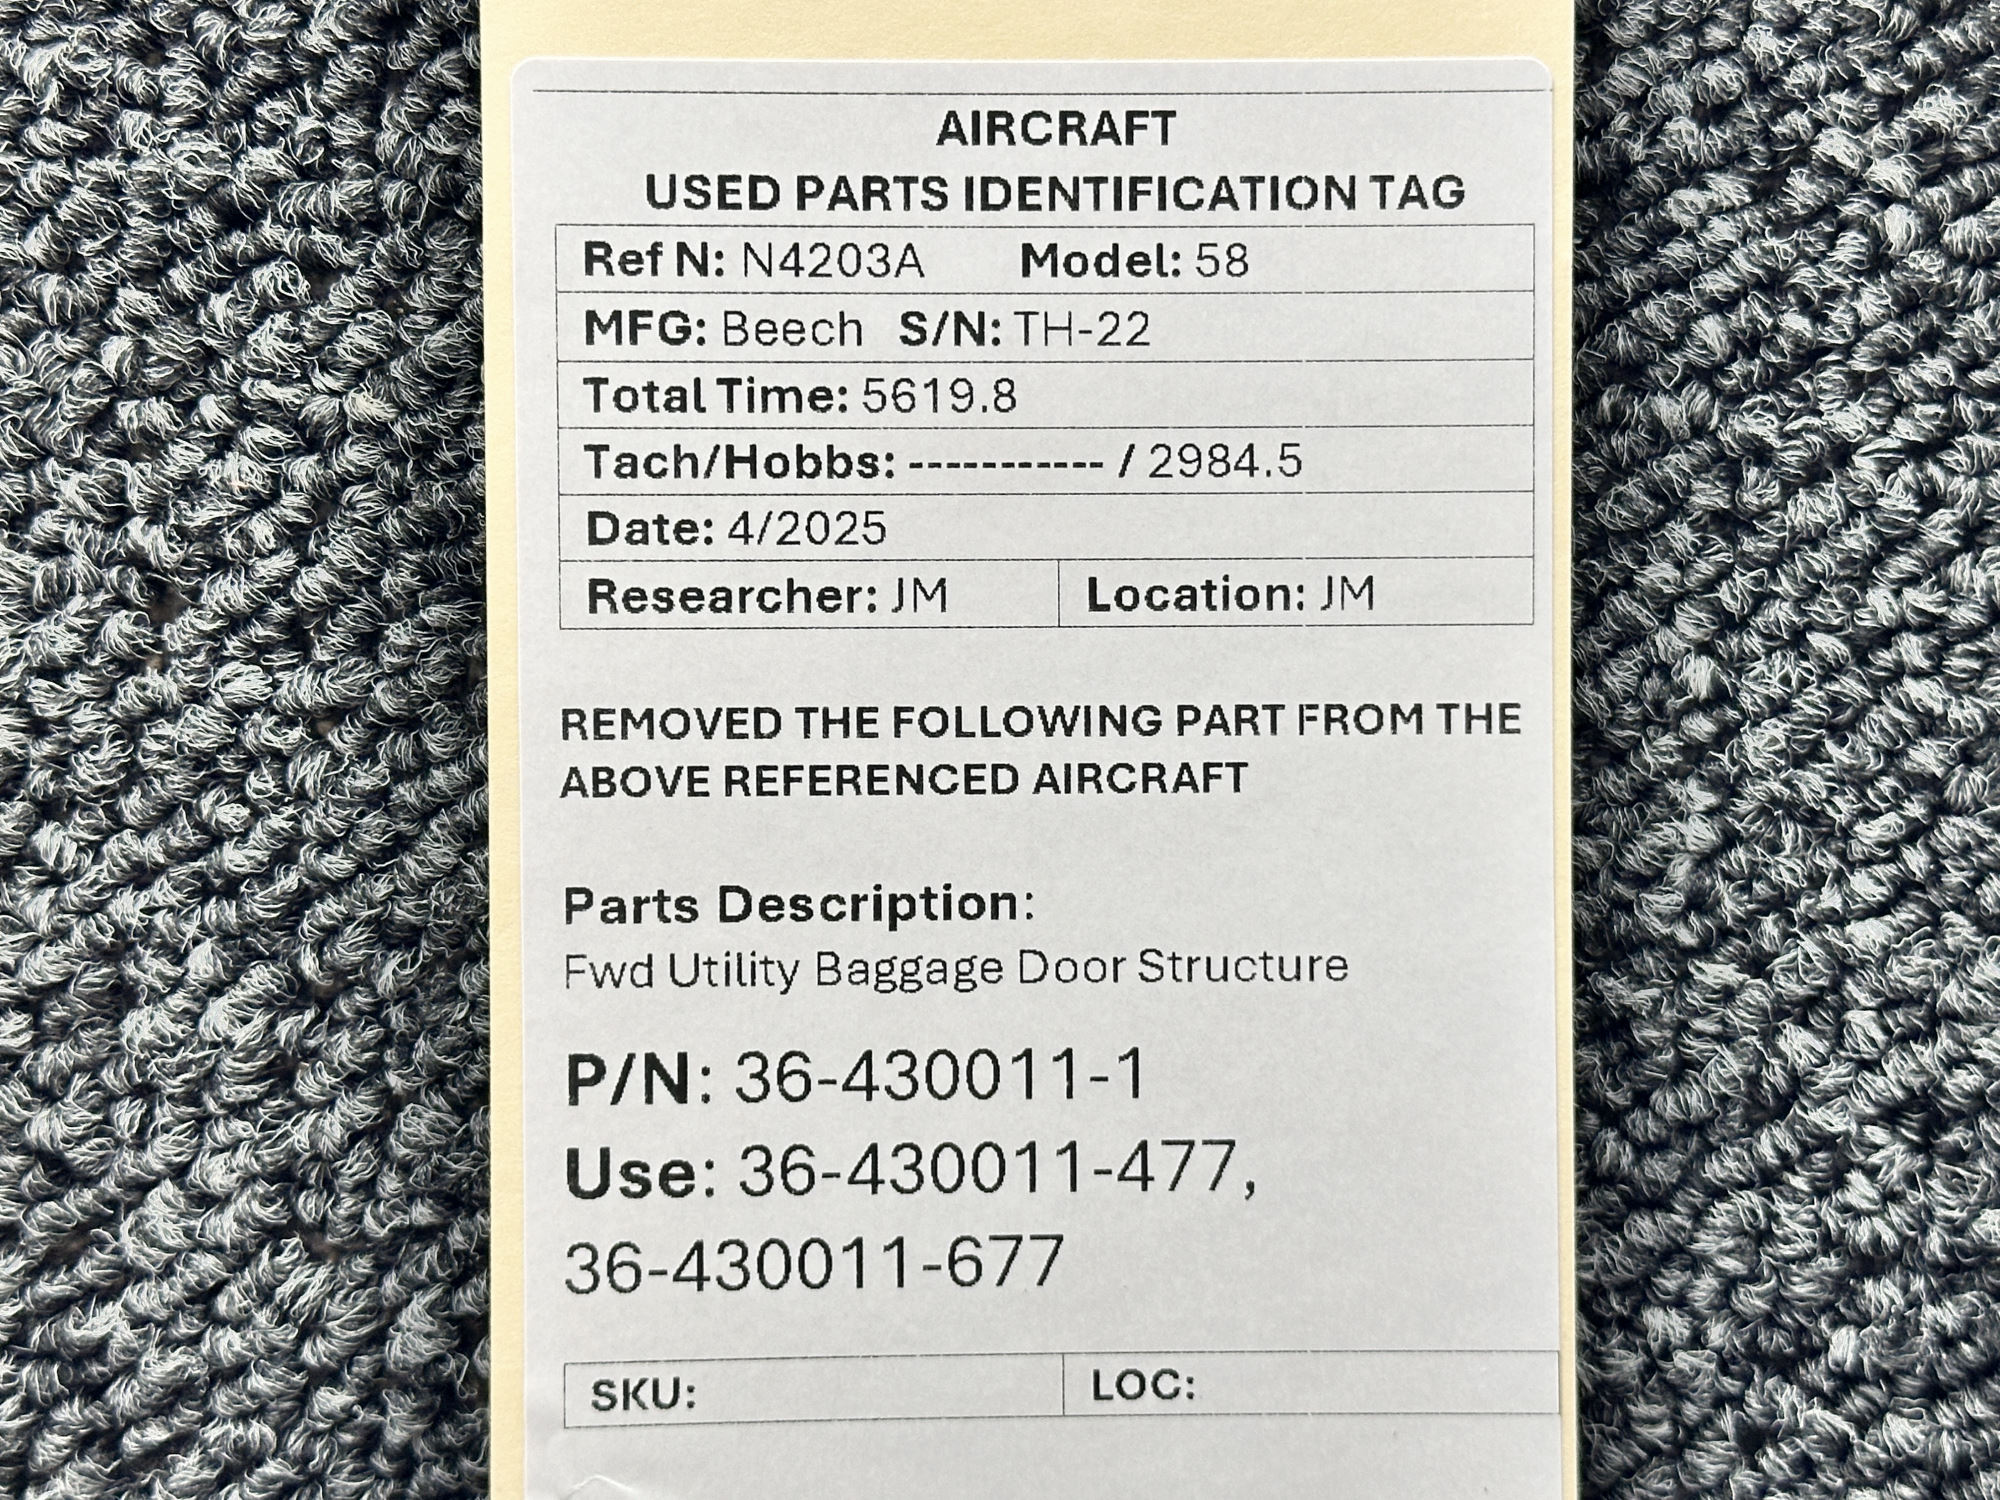 AIRCRAFT
USED PARTS IDENTIFICATION TAG
Ref N: N4203A Model: 58
MFG: Beech S/N: TH-22
Total Time: 5619.8
Tach/Hobbs: ----------- / 2984.5
Date: 4/2025
Researcher: JM Location: JM
REMOVED THE FOLLOWING PART FROM THE
ABOVE REFERENCED AIRCRAFT
Parts Description:
Fwd Utility Baggage Door Structure
P/N: 36-430011-1
Use: 36-430011-477,
36-430011-677
SKU: LOC: